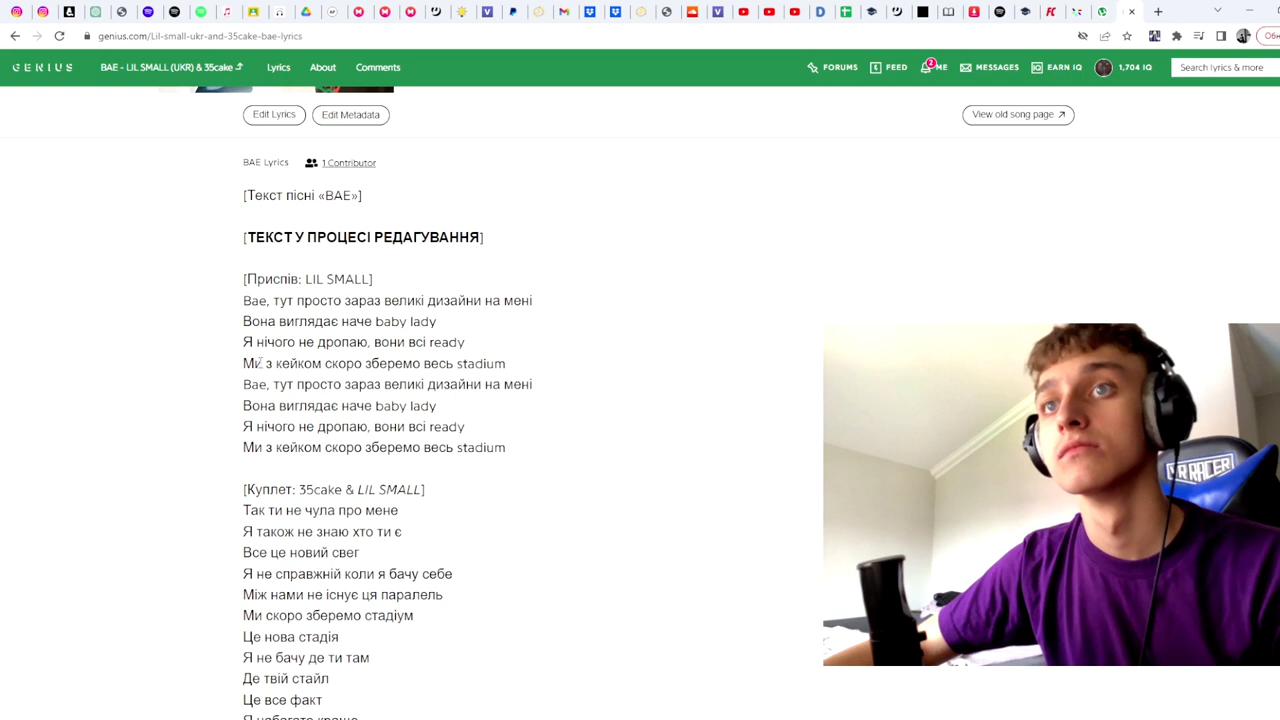 genius.com/Lil-small-ukr-and-35cake-bae-lyrics
GENIUS BAE - LIL SMALL (UKR) & 35cake Lyrics About Comments FORUMS FEED 2 ME MESSAGES EARN IQ 1,704 IQ Search lyrics & more
Edit Lyrics Edit Metadata View old song page
BAE Lyrics 1 Contributor
[Текст пісні «BAE»]
[ТЕКСТ У ПРОЦЕСІ РЕДАГУВАННЯ]
[Приспів: LIL SMALL]
Bae, тут просто зараз великі дизайни на мені
Вона виглядає наче baby lady
Я нічого не дропаю, вони всі ready
Ми з кейком скоро зберемо весь stadium
Bae, тут просто зараз великі дизайни на мені
Вона виглядає наче baby lady
Я нічого не дропаю, вони всі ready
Ми з кейком скоро зберемо весь stadium
[Куплет: 35cake & LIL SMALL]
Так ти не чула про мене
Я також не знаю хто ти є
Все це новий свег
Я не справжній коли я бачу себе
Між нами не існує ця паралель
Ми скоро зберемо стадіум
Це нова стадія
Я не бачу де ти там
Де твій стайл
Це все факт